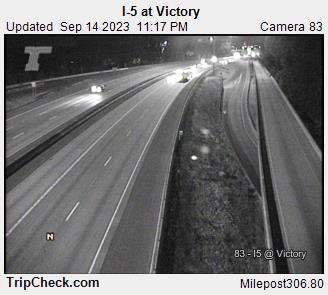 I-5 at Victory
Updated Sep 14 2023 11:17 PM Camera 83
T
N
83 - I5 @ Victory
TripCheck.com Milepost306.80